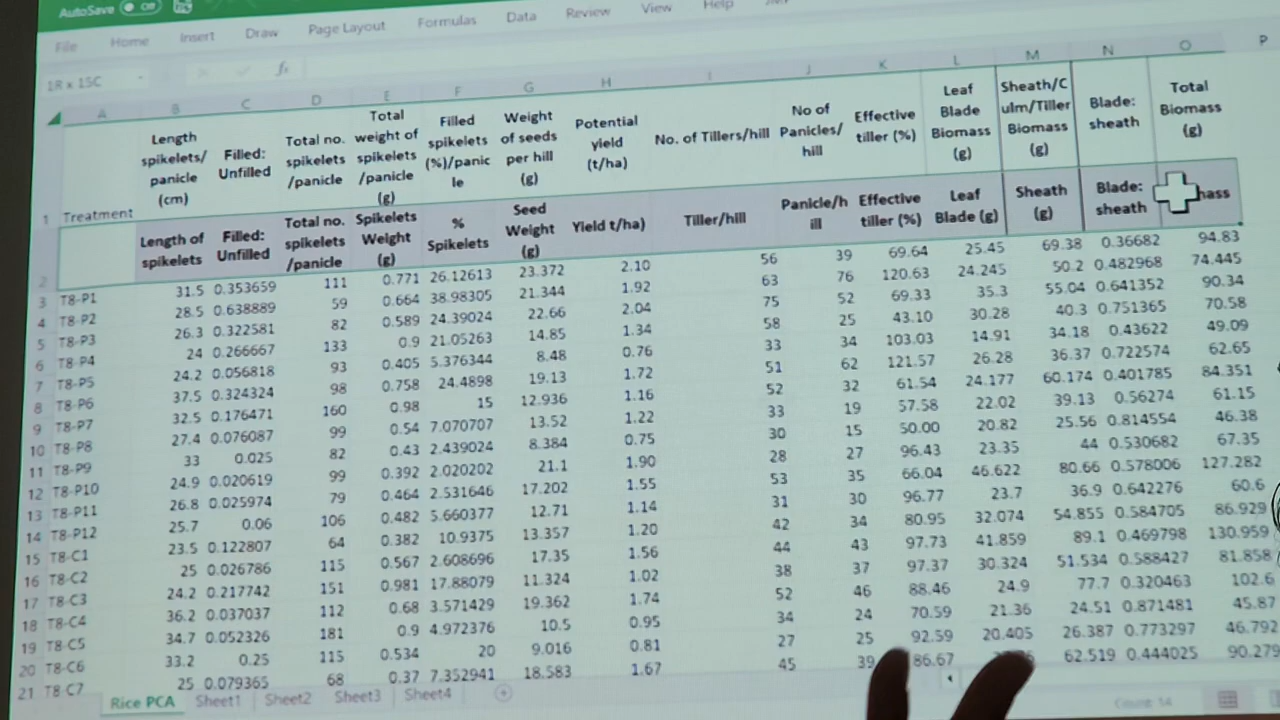 AutoSave Off
File Home Insert Draw Page Layout Formulas Data Review View Help
1R x 15C fx
A B C D E F G H I J K L M N O P
1 Treatment Length spikelets/panicle (cm) Filled: Unfilled Total no. spikelets /panicle Total weight of spikelets /panicle (g) Filled spikelets (%)/panicle Weight of seeds per hill (g) Potential yield (t/ha) No. of Tillers/hill No of Panicles/hill Effective tiller (%) Leaf Blade Biomass (g) Sheath/Culm/Tiller Biomass (g) Blade: sheath Total Biomass (g)
2 Length of spikelets Filled: Unfilled Total no. spikelets /panicle Spikelets Weight (g) % Spikelets Seed Weight (g) Yield t/ha) Tiller/hill Panicle/hill Effective tiller (%) Leaf Blade (g) Sheath (g) Blade: sheath
3 T8-P1 31.5 0.353659 111 0.771 26.12613 23.372 2.10 56 39 69.64 25.45 69.38 0.36682 94.83
4 T8-P2 28.5 0.638889 59 0.664 38.98305 21.344 1.92 63 76 120.63 24.245 50.2 0.482968 74.445
5 T8-P3 26.3 0.322581 82 0.589 24.39024 22.66 2.04 75 52 69.33 35.3 55.04 0.641352 90.34
6 T8-P4 24 0.266667 133 0.9 21.05263 14.85 1.34 58 25 43.10 30.28 40.3 0.751365 70.58
7 T8-P5 24.2 0.056818 93 0.405 5.376344 8.48 0.76 33 34 103.03 14.91 34.18 0.43622 49.09
8 T8-P6 37.5 0.324324 98 0.758 24.4898 19.13 1.72 51 62 121.57 26.28 36.37 0.722574 62.65
9 T8-P7 32.5 0.176471 160 0.98 15 12.936 1.16 52 32 61.54 24.177 60.174 0.401785 84.351
10 T8-P8 27.4 0.076087 99 0.54 7.070707 13.52 1.22 33 19 57.58 22.02 39.13 0.56274 61.15
11 T8-P9 33 0.025 82 0.43 2.439024 8.384 0.75 30 15 50.00 20.82 25.56 0.814554 46.38
12 T8-P10 24.9 0.020619 99 0.392 2.020202 21.1 1.90 28 27 96.43 23.35 44 0.530682 67.35
13 T8-P11 26.8 0.025974 79 0.464 2.531646 17.202 1.55 53 35 66.04 46.622 80.66 0.578006 127.282
14 T8-P12 25.7 0.06 106 0.482 5.660377 12.71 1.14 31 30 96.77 23.7 36.9 0.642276 60.6
15 T8-C1 23.5 0.122807 64 0.382 10.9375 13.357 1.20 42 34 80.95 32.074 54.855 0.584705 86.929
16 T8-C2 25 0.026786 115 0.567 2.608696 17.35 1.56 44 43 97.73 41.859 89.1 0.469798 130.959
17 T8-C3 24.2 0.217742 151 0.981 17.88079 11.324 1.02 38 37 97.37 30.324 51.534 0.588427 81.858
18 T8-C4 36.2 0.037037 112 0.68 3.571429 19.362 1.74 52 46 88.46 24.9 77.7 0.320463 102.6
19 T8-C5 34.7 0.052326 181 0.9 4.972376 10.5 0.95 34 24 70.59 21.36 24.51 0.871481 45.87
20 T8-C6 33.2 0.25 115 0.534 20 9.016 0.81 27 25 92.59 20.405 26.387 0.773297 46.792
21 T8-C7 25 0.079365 68 0.37 7.352941 18.583 1.67 45 39 86.67 62.519 0.444025 90.279
Rice PCA Sheet1 Sheet2 Sheet3 Sheet4
Count: 14